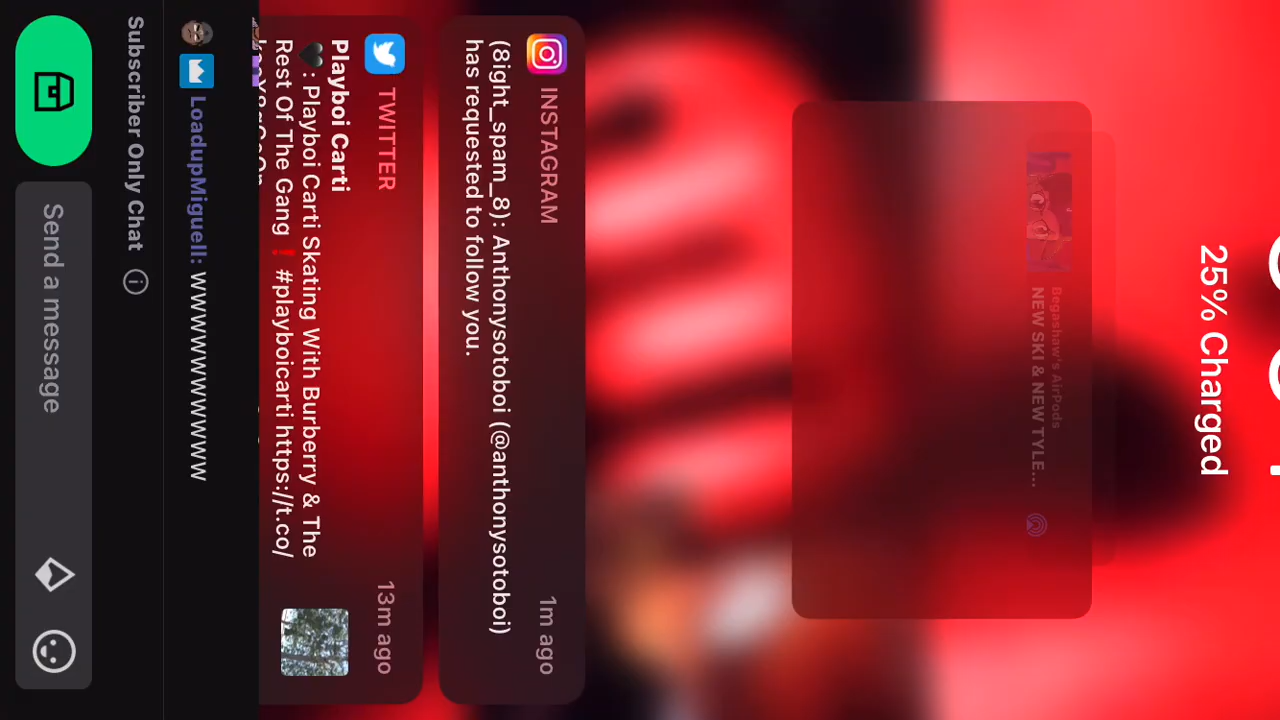 25% Charged
Begashaw's AirPods
NEW SKI & NEW TYLE...
INSTAGRAM
1m ago
(8ight_spam_8): Anthonysotoboi (@anthonysotoboi)
has requested to follow you.
TWITTER
13m ago
Playboi Carti
🖤: Playboi Carti Skating With Burberry & The
Rest Of The Gang❗#playboicarti https://t.co/
LoadupMiguell: wwwwwwwwww
Subscriber Only Chat
Send a message